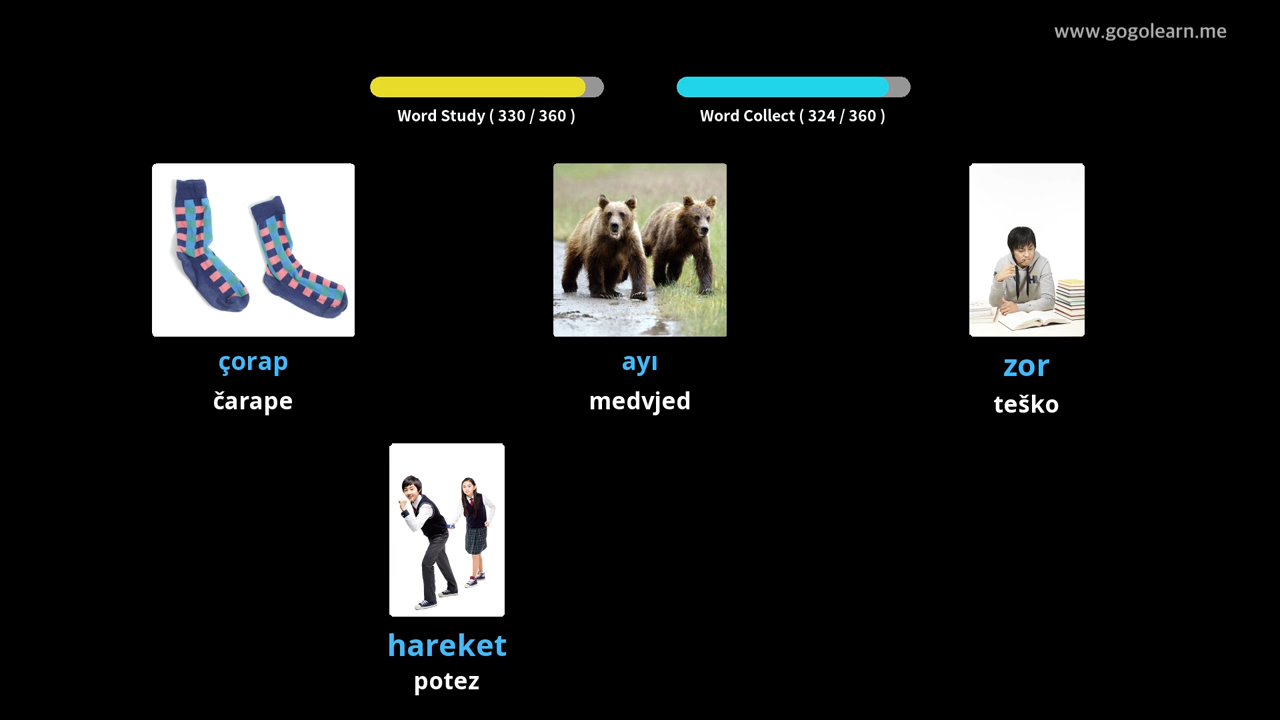 www.gogolearn.me
Word Study ( 330 / 360 )
Word Collect ( 324 / 360 )
çorap
čarape
ayı
medvjed
zor
teško
hareket
potez